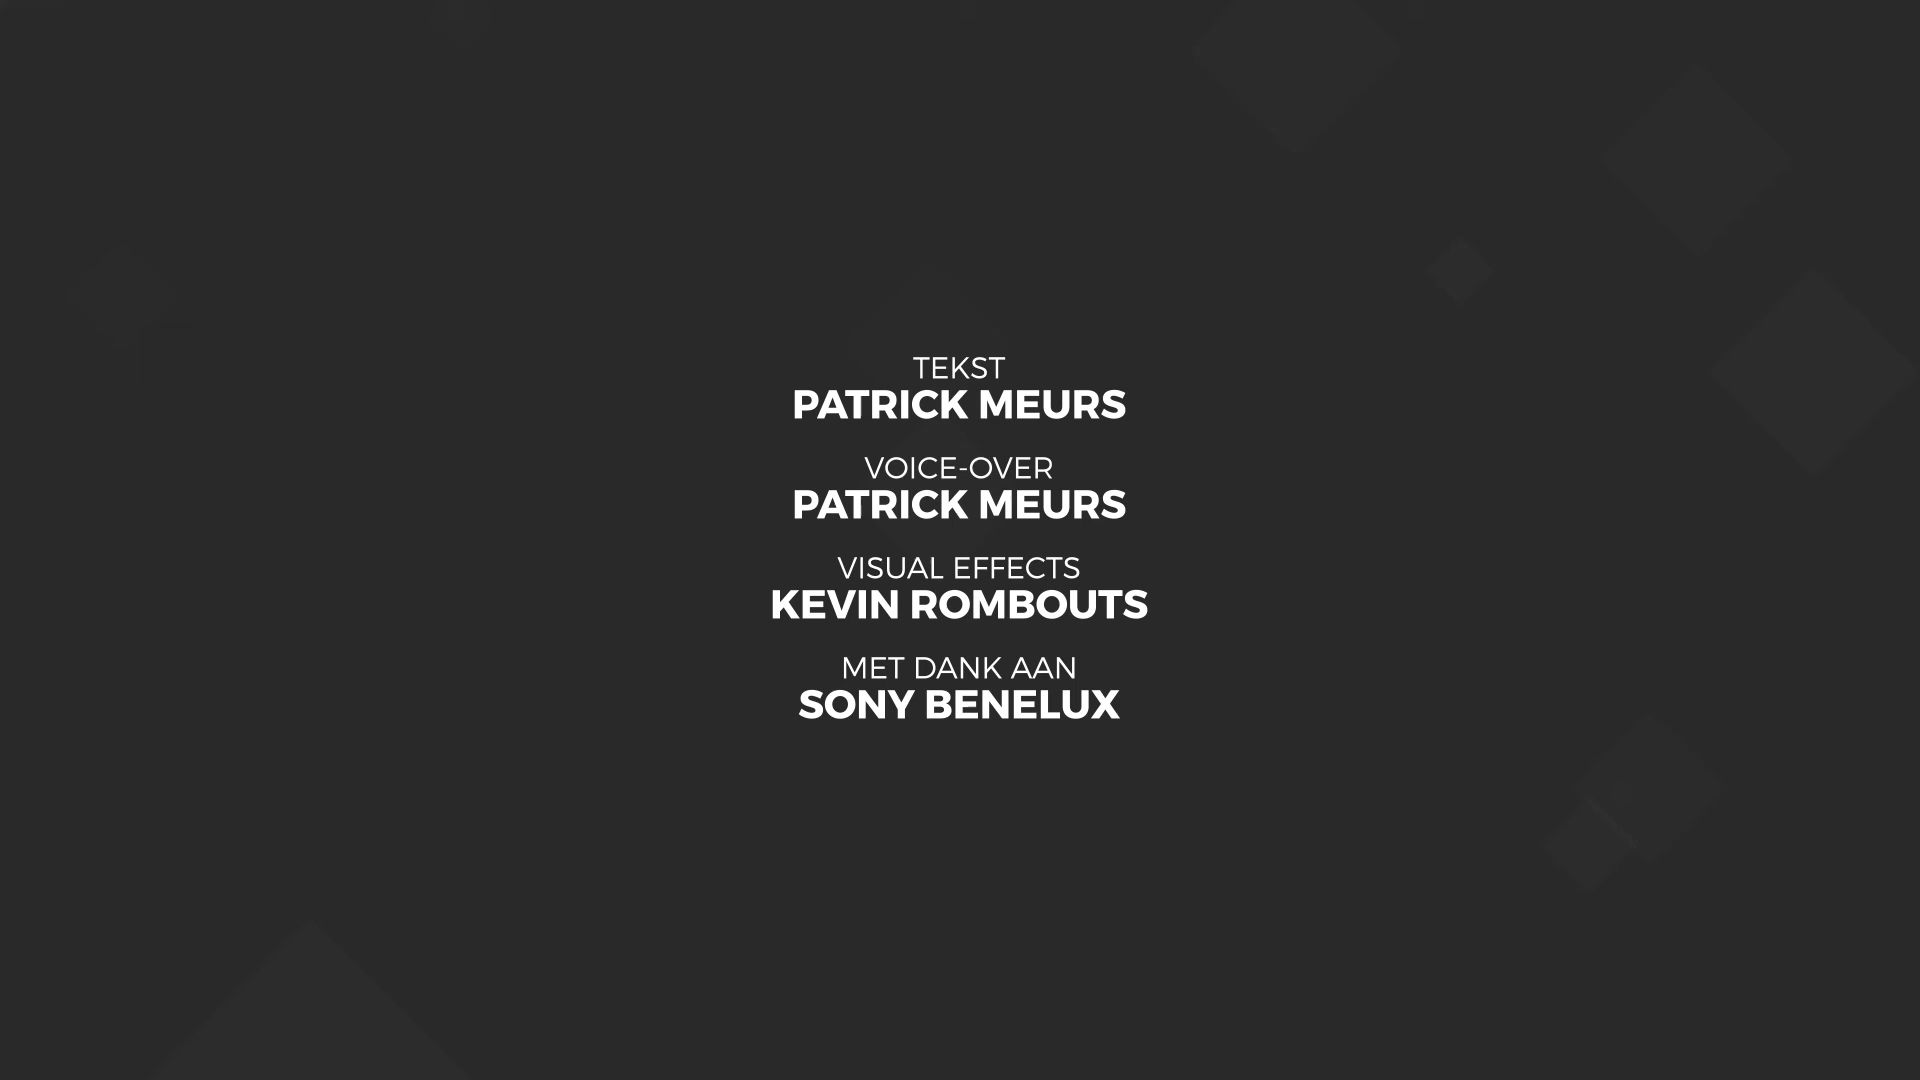 TEKST
PATRICK MEURS
VOICE-OVER
PATRICK MEURS
VISUAL EFFECTS
KEVIN ROMBOUTS
MET DANK AAN
SONY BENELUX